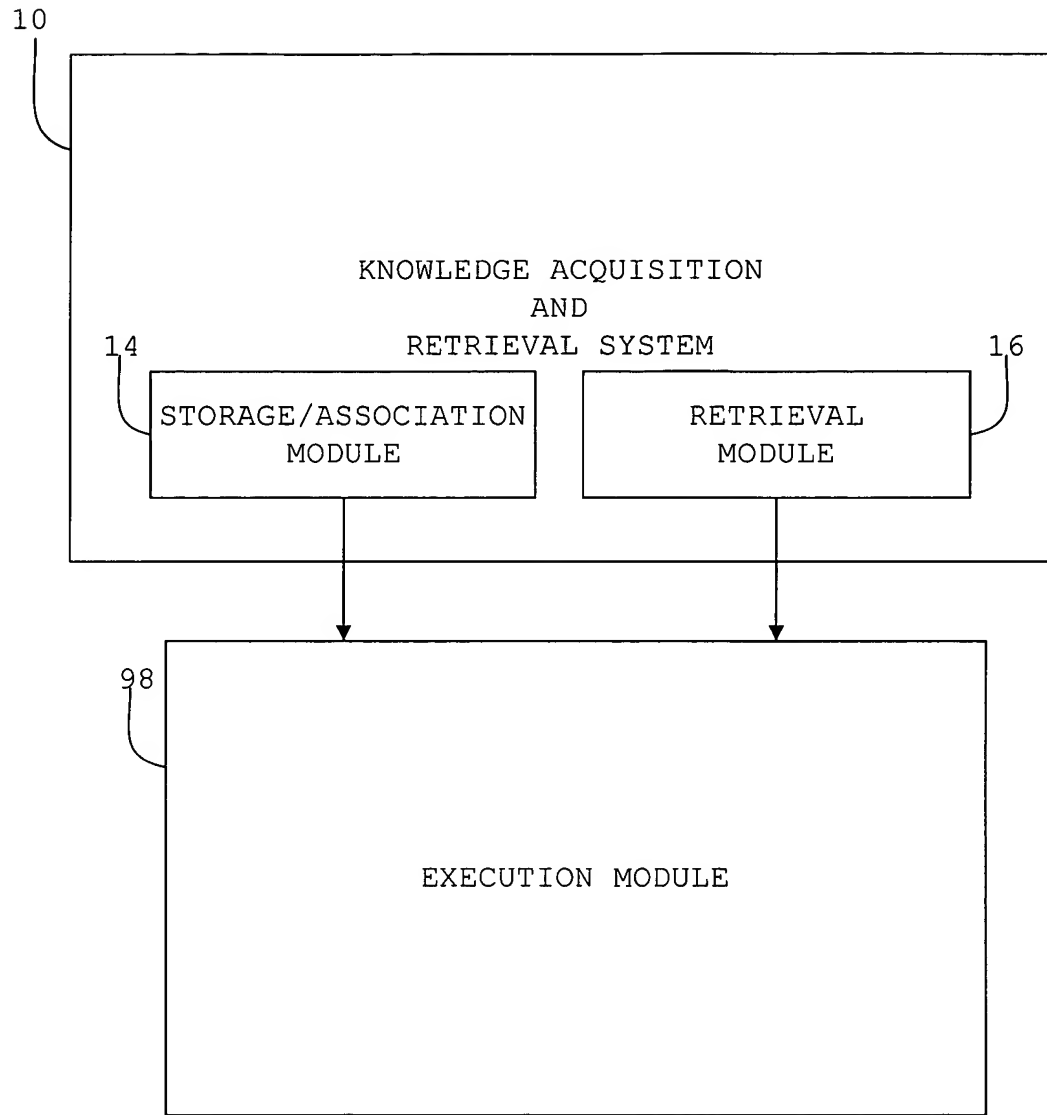 10
KNOWLEDGE ACQUISITION
AND
RETRIEVAL SYSTEM
14
16
STORAGE/ASSOCIATION
MODULE
RETRIEVAL
MODULE
98
EXECUTION MODULE